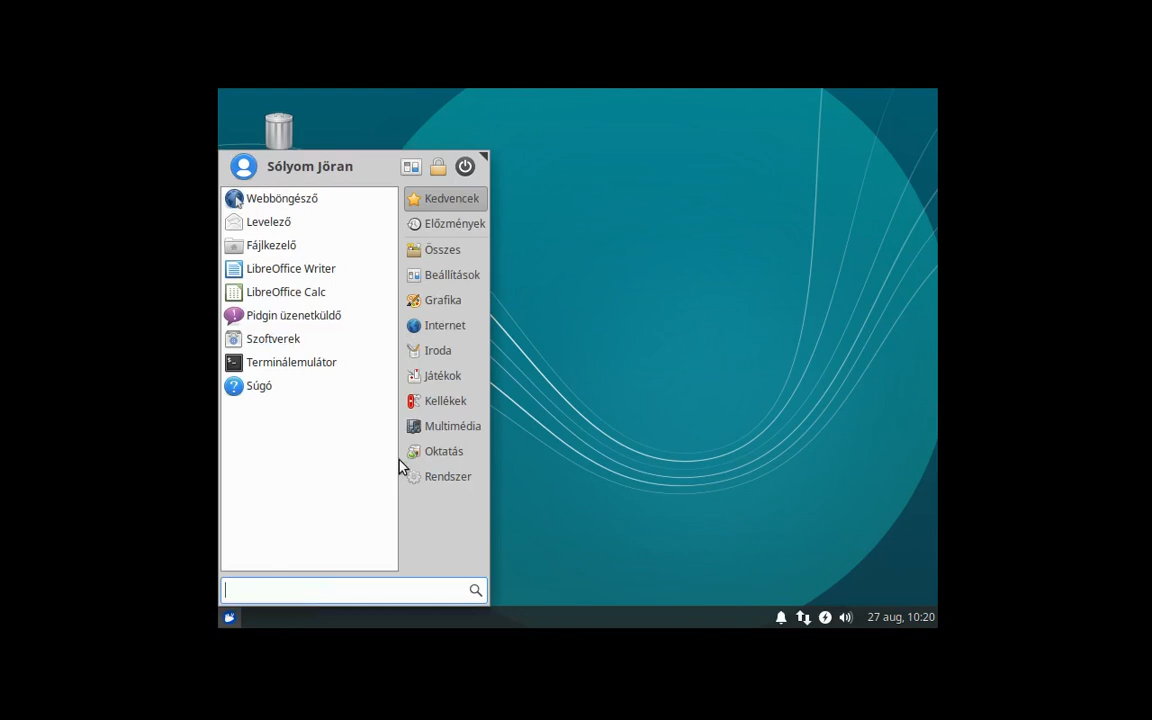 Sólyom Jöran
Webböngésző
Levelező
Fájlkezelő
LibreOffice Writer
LibreOffice Calc
Pidgin üzenetküldő
Szoftverek
Terminálemulátor
Súgó
Kedvencek
Előzmények
Összes
Beállítások
Grafika
Internet
Iroda
Játékok
Kellékek
Multimédia
Oktatás
Rendszer
27 aug, 10:20